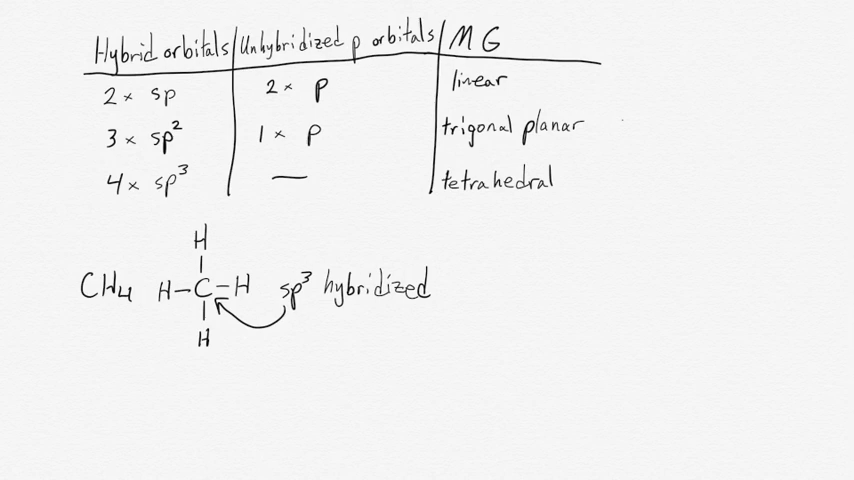 Hybrid orbitals Unhybridized p orbitals MG
2 x sp 2 x p linear
3 x sp² 1 x p trigonal planar
4 x sp³ — tetrahedral
H
CH₄ H–C–H sp³ hybridized
H